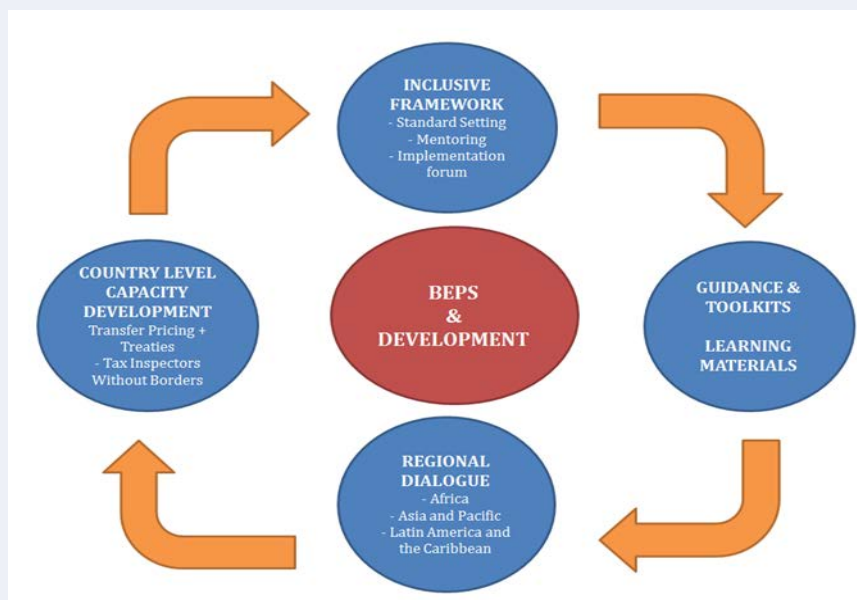 INCLUSIVE
FRAMEWORK
- Standard Setting
- Mentoring
- Implementation
forum
COUNTRY LEVEL
CAPACITY
DEVELOPMENT
Transfer Pricing +
Treaties
- Tax Inspectors
Without Borders
BEPS
&
DEVELOPMENT
GUIDANCE &
TOOLKITS
LEARNING
MATERIALS
REGIONAL
DIALOGUE
- Africa
- Asia and Pacific
- Latin America and
the Caribbean